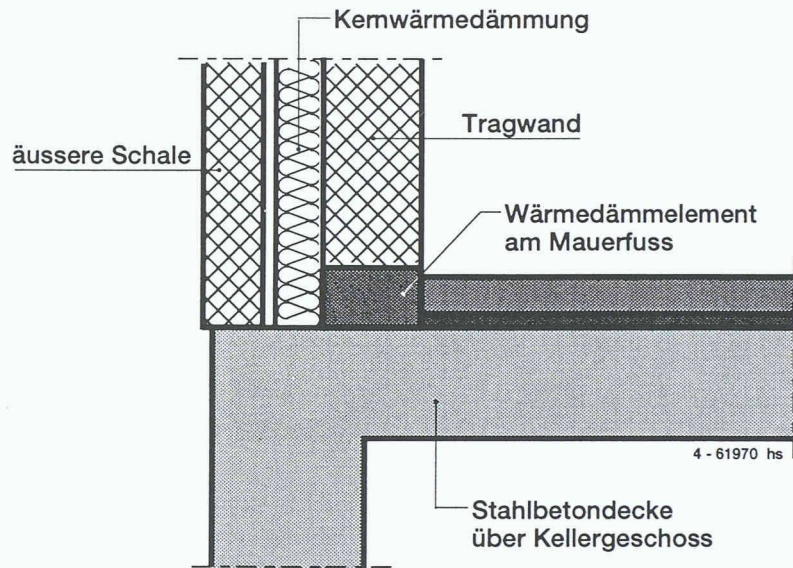 Kernwärmedämmung
Tragwand
äussere Schale
Wärmedämmelement
am Mauerfuss
4 - 61970 hs
Stahlbetondecke
über Kellergeschoss